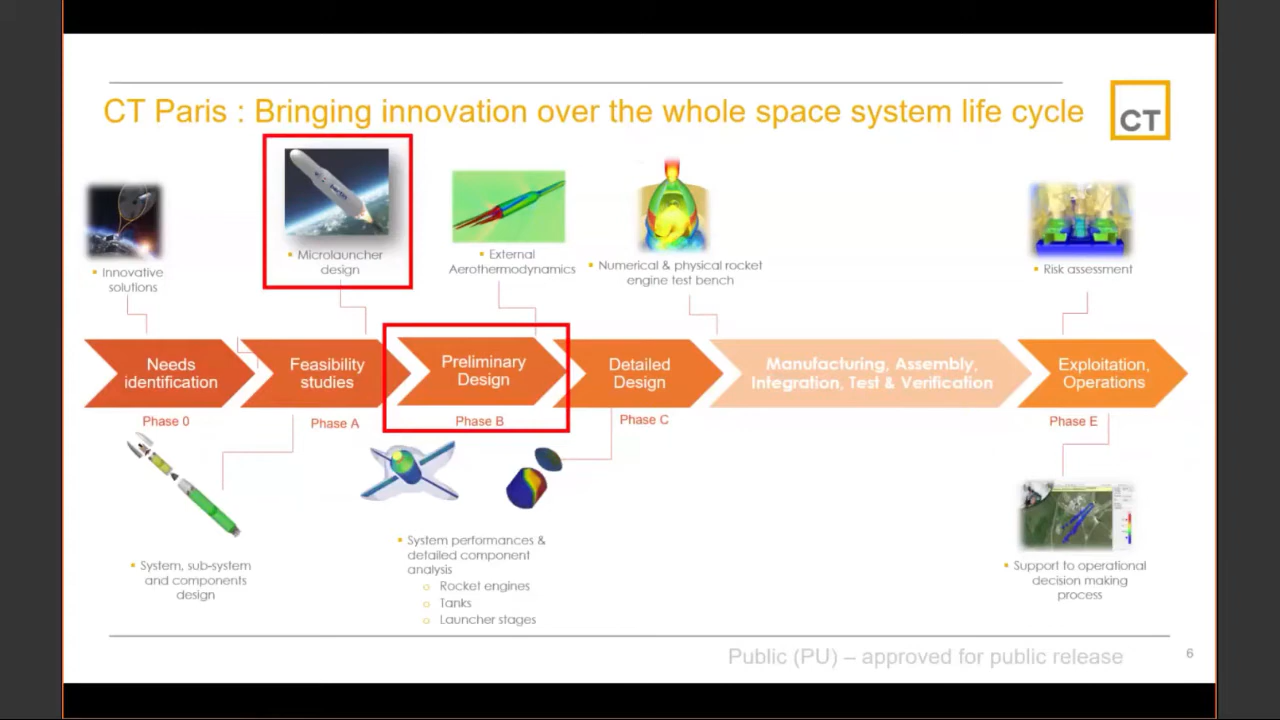 CT Paris : Bringing innovation over the whole space system life cycle
CT
Innovative
solutions
Microlauncher
design
External
Aerothermodynamics
Numerical & physical rocket
engine test bench
Risk assessment
Needs
identification
Feasibility
studies
Preliminary
Design
Detailed
Design
Manufacturing, Assembly,
Integration, Test & Verification
Exploitation,
Operations
Phase 0
Phase A
Phase B
Phase C
Phase E
System, sub-system
and components
design
System performances &
detailed component
analysis
Rocket engines
Tanks
Launcher stages
Support to operational
decision making
process
Public (PU) – approved for public release
6